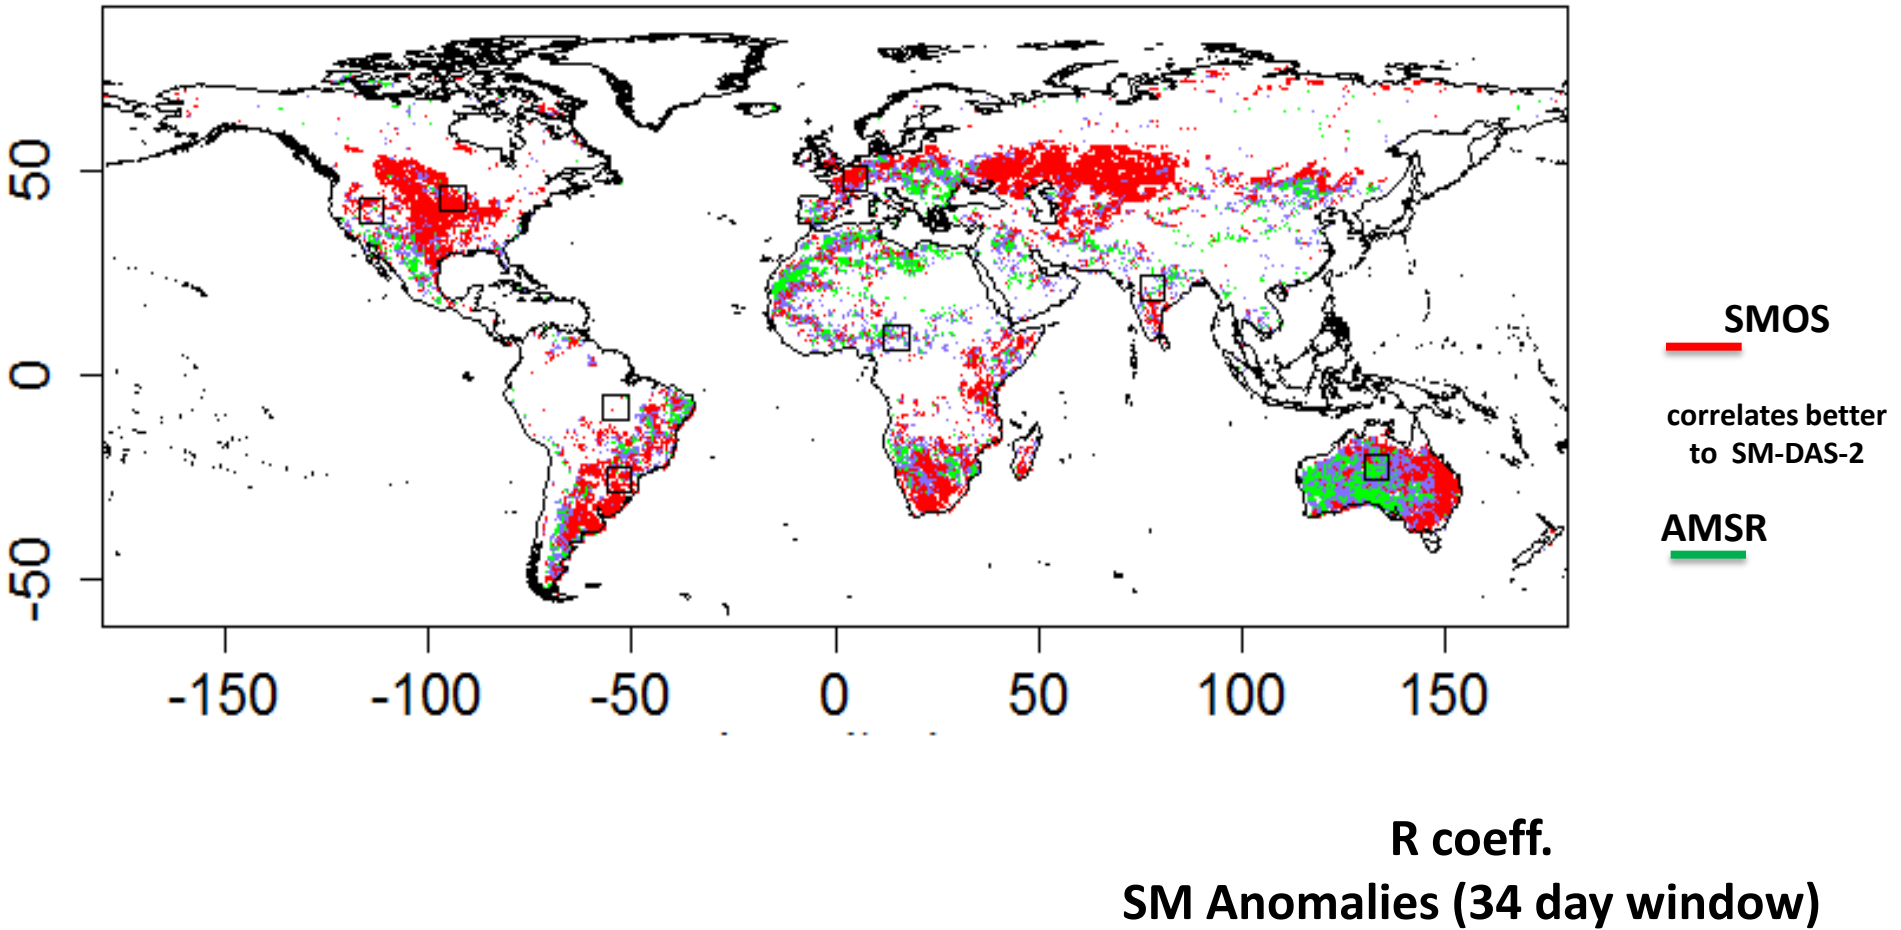 50
0
-50
-150 -100 -50 0 50 100 150
SMOS
correlates better
to SM-DAS-2
AMSR
R coeff.
SM Anomalies (34 day window)